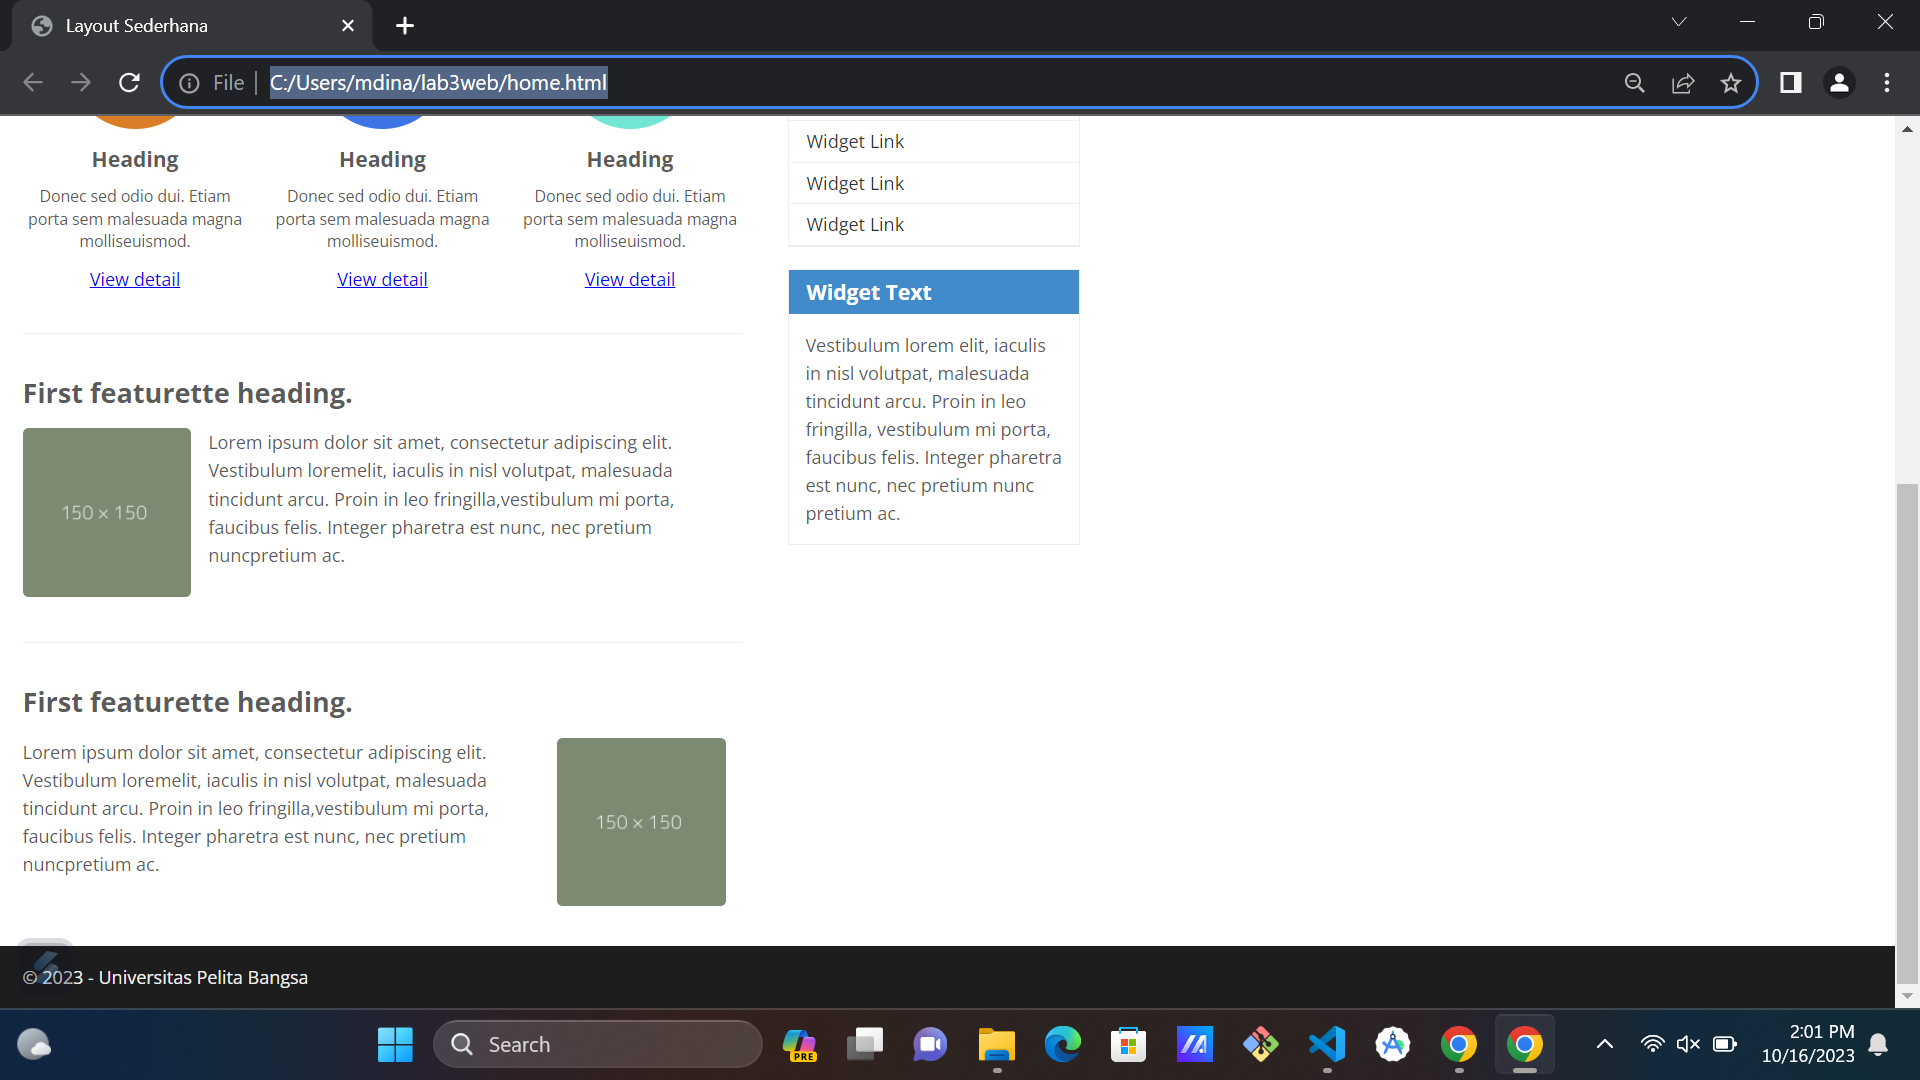 Layout Sederhana
File
C:/Users/mdina/lab3web/home.html
Heading
Donec sed odio dui. Etiam
porta sem malesuada magna
molliseuismod.
View detail
Heading
Donec sed odio dui. Etiam
porta sem malesuada magna
molliseuismod.
View detail
Heading
Donec sed odio dui. Etiam
porta sem malesuada magna
molliseuismod.
View detail
First featurette heading.
150 × 150
Lorem ipsum dolor sit amet, consectetur adipiscing elit.
Vestibulum loremelit, iaculis in nisl volutpat, malesuada
tincidunt arcu. Proin in leo fringilla,vestibulum mi porta,
faucibus felis. Integer pharetra est nunc, nec pretium
nuncpretium ac.
First featurette heading.
Lorem ipsum dolor sit amet, consectetur adipiscing elit.
Vestibulum loremelit, iaculis in nisl volutpat, malesuada
tincidunt arcu. Proin in leo fringilla,vestibulum mi porta,
faucibus felis. Integer pharetra est nunc, nec pretium
nuncpretium ac.
150 × 150
Widget Link
Widget Link
Widget Link
Widget Text
Vestibulum lorem elit, iaculis
in nisl volutpat, malesuada
tincidunt arcu. Proin in leo
fringilla, vestibulum mi porta,
faucibus felis. Integer pharetra
est nunc, nec pretium nunc
pretium ac.
© 2023 - Universitas Pelita Bangsa
Search
PRE
2:01 PM
10/16/2023